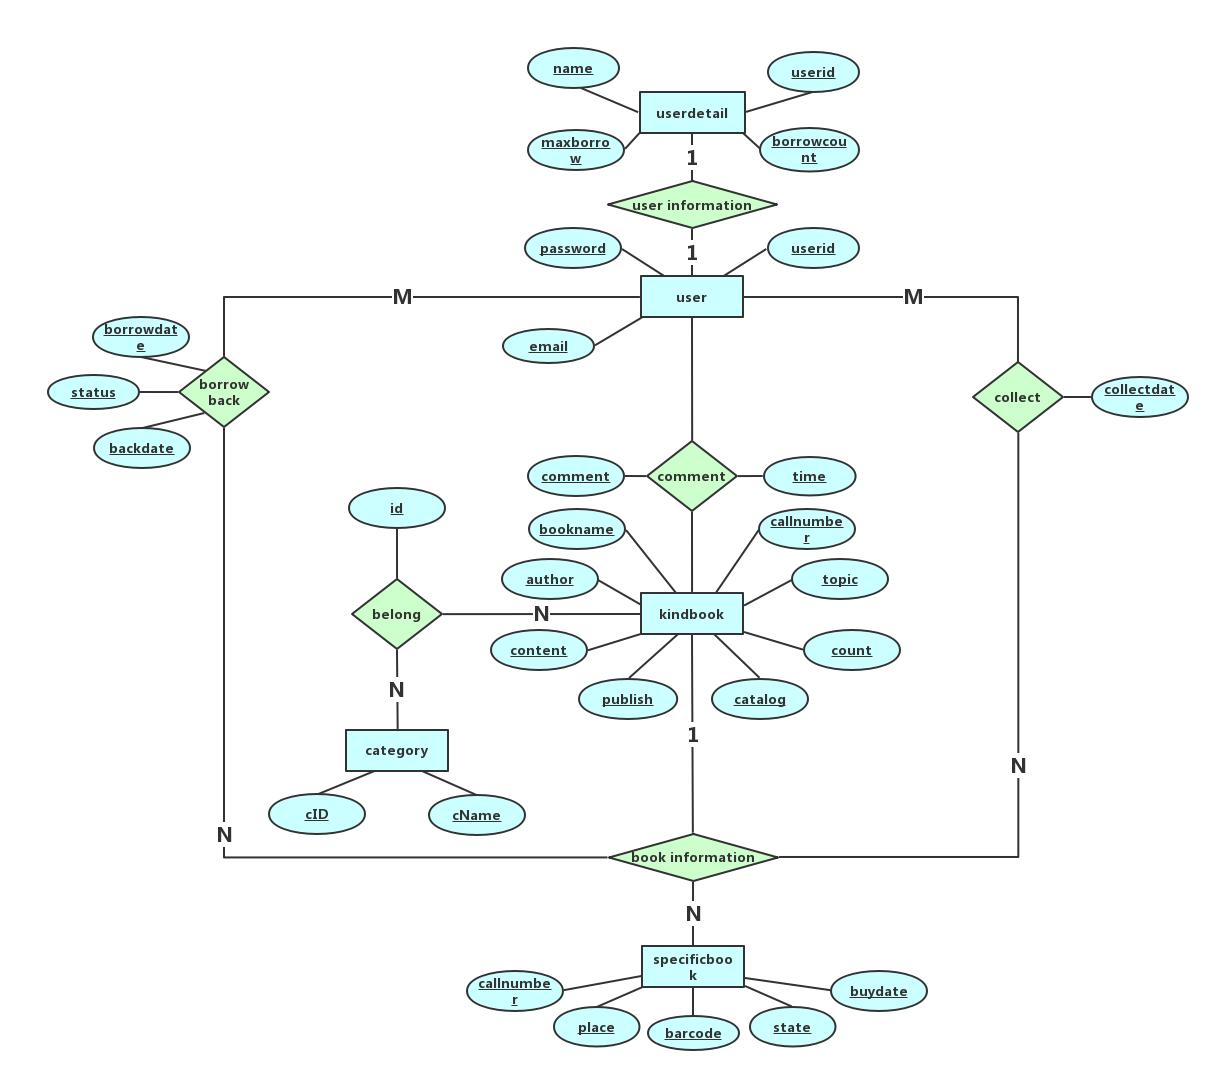 name
userid
userdetail
maxborro
w
borrowcou
nt
1
user information
1
password
userid
user
M
M
email
borrowdat
e
status
borrow
back
backdate
collect
collectdat
e
comment
comment
time
id
bookname
callnumbe
r
author
topic
belong
N
kindbook
content
count
publish
catalog
N
1
category
N
cID
cName
N
book information
N
specificboo
k
callnumbe
r
buydate
place
barcode
state